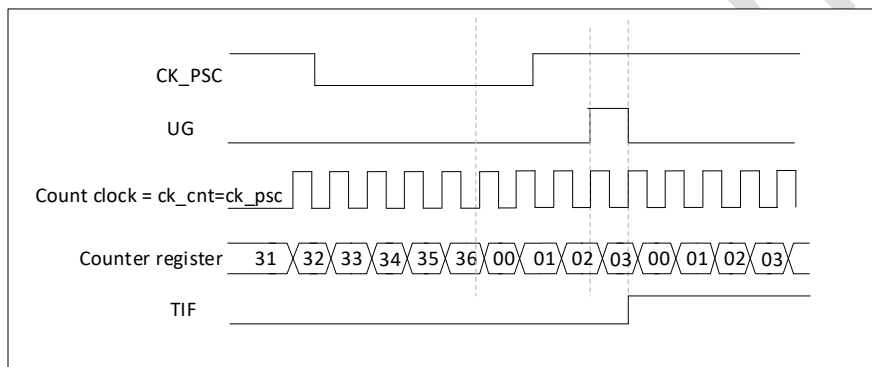 CK_PSC
UG
Count clock = ck_cnt=ck_psc
Counter register 31 32 33 34 35 36 00 01 02 03 00 01 02 03
TIF